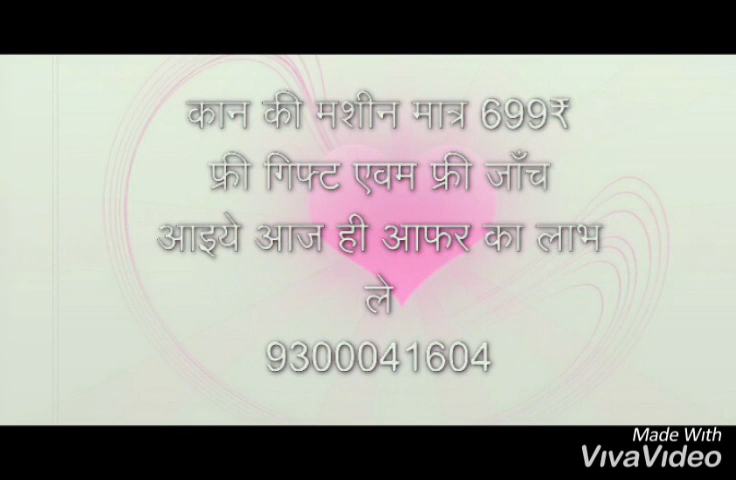 कान की मशीन मात्र 699₹
फ्री गिफ्ट एवम फ्री जाँच
आइये आज ही आफर का लाभ
ले
9300041604
Made With
VivaVideo